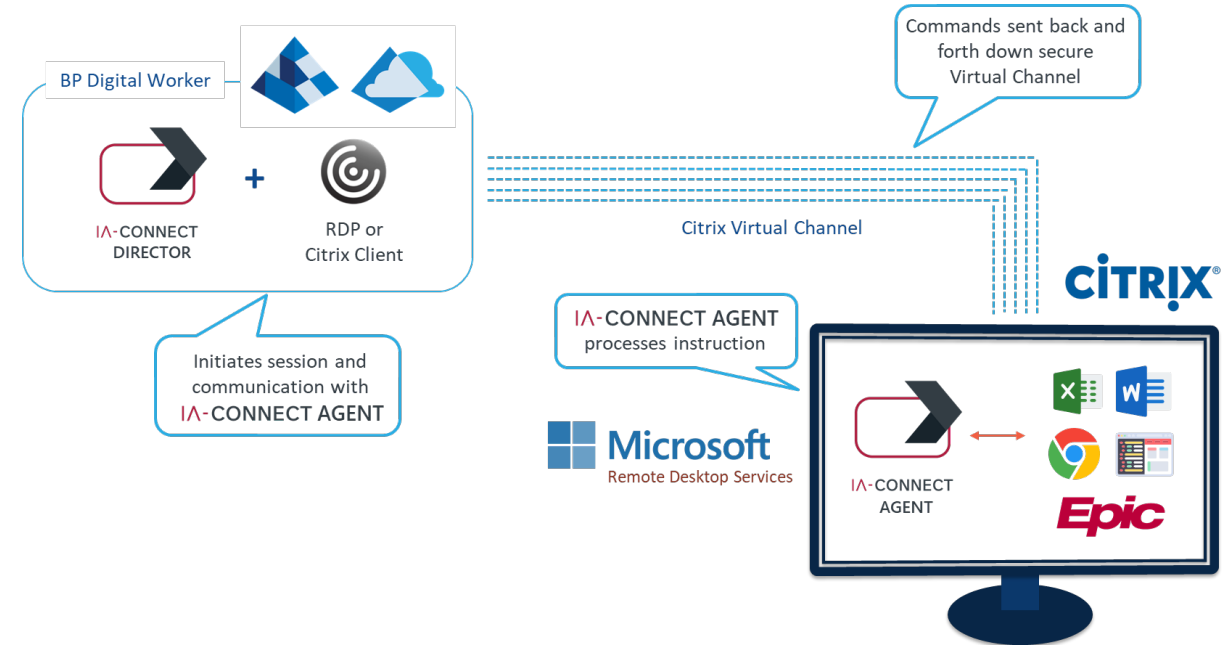 BP Digital Worker
IA-CONNECT
DIRECTOR
+
RDP or
Citrix Client
Initiates session and
communication with
IA-CONNECT AGENT
Commands sent back and
forth down secure
Virtual Channel
Citrix Virtual Channel
CITRIX®
IA-CONNECT AGENT
processes instruction
Microsoft
Remote Desktop Services
IA-CONNECT
AGENT
X
W
Epic